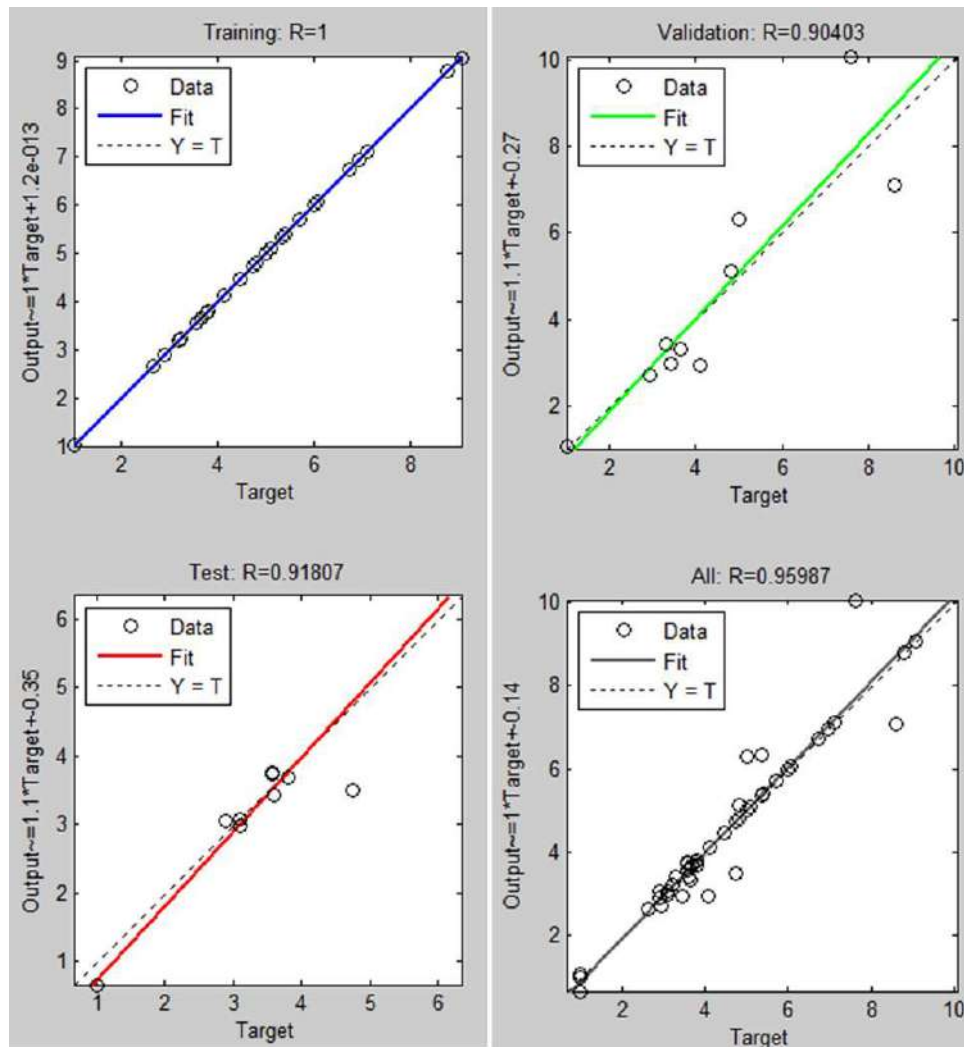 Training: R=1
Output~=1*Target+1.2e-013
9
8
7
6
5
4
3
2
1
Data
Fit
Y = T
2 4 6 8
Target
Validation: R=0.90403
Output~=1.1*Target+-0.27
10
8
6
4
2
Data
Fit
Y = T
2 4 6 8 10
Target
Test: R=0.91807
Output~=1.1*Target+-0.35
6
5
4
3
2
1
Data
Fit
Y = T
1 2 3 4 5 6
Target
All: R=0.95987
Output~=1*Target+-0.14
10
8
6
4
2
Data
Fit
Y = T
2 4 6 8 10
Target